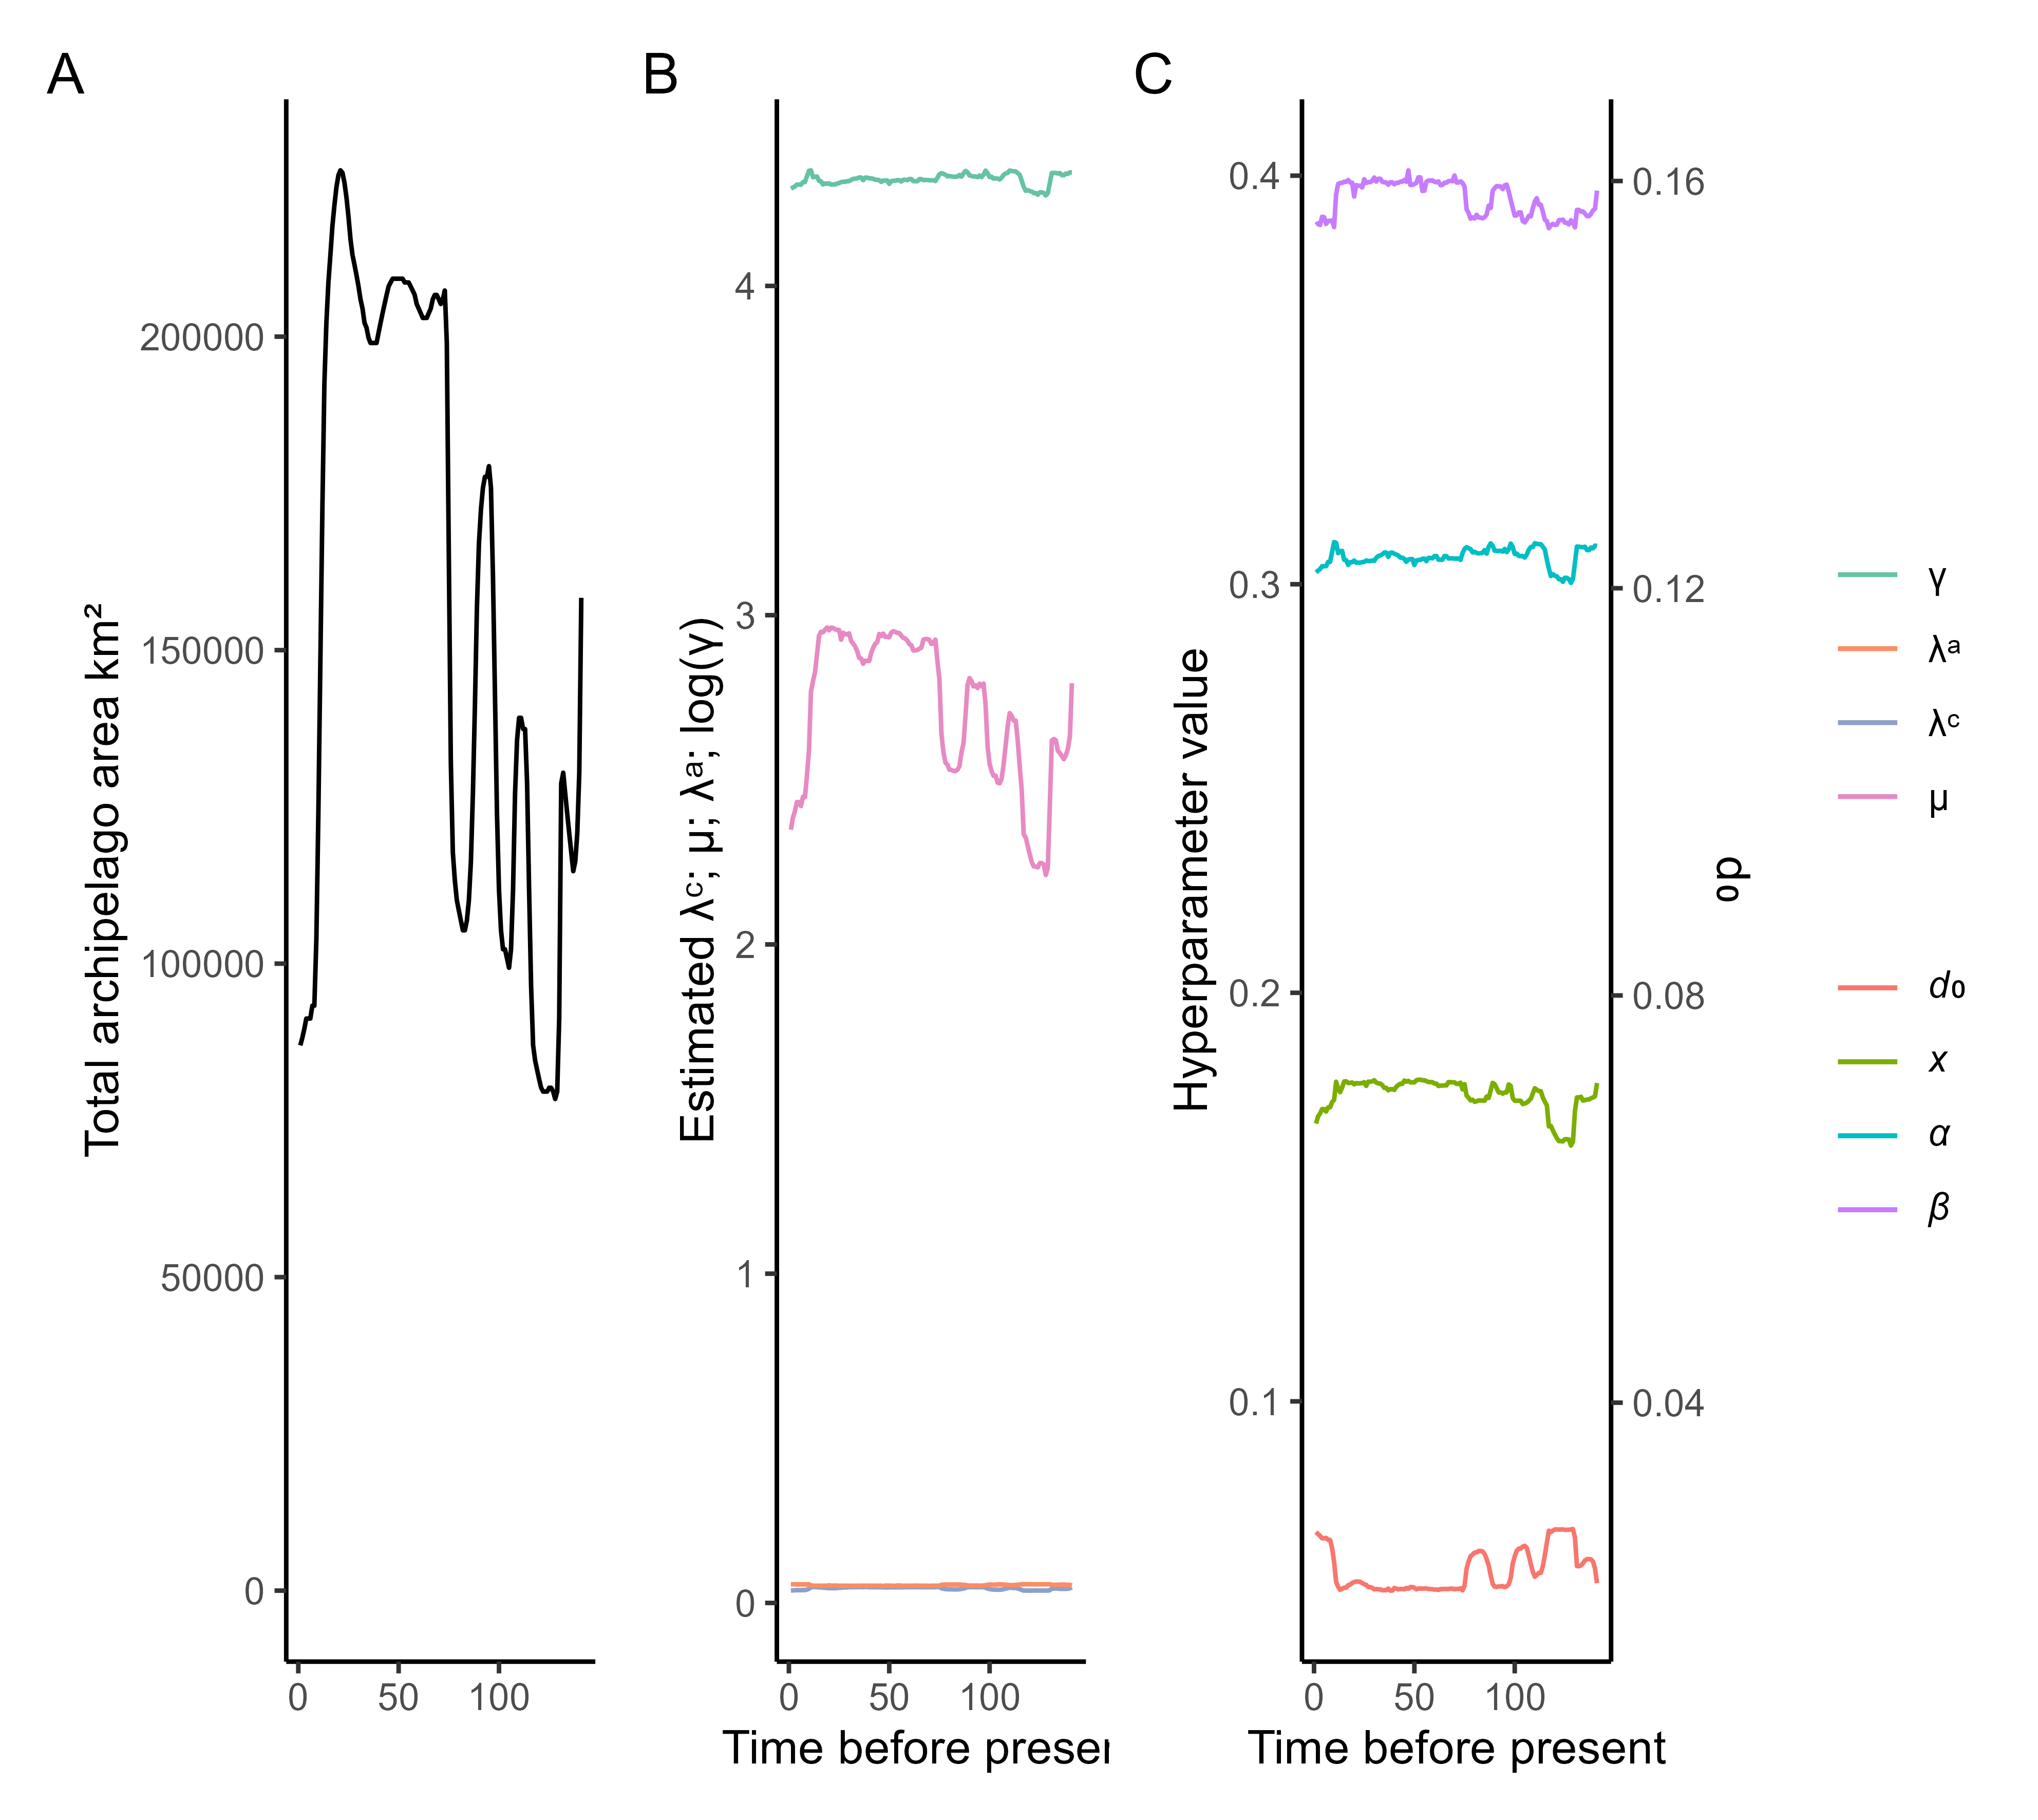 A
B
C
Total archipelago area km²
200000
150000
100000
50000
0
0
50
100
Estimated λᶜ; μ; λᵃ; log(γ)
4
3
2
1
0
0
50
100
Time before preser
Hyperparameter value
0.4
0.3
0.2
0.1
0
50
100
Time before present
0.16
0.12
0.08
0.04
d₀
γ
λᵃ
λᶜ
μ
d₀
x
α
β